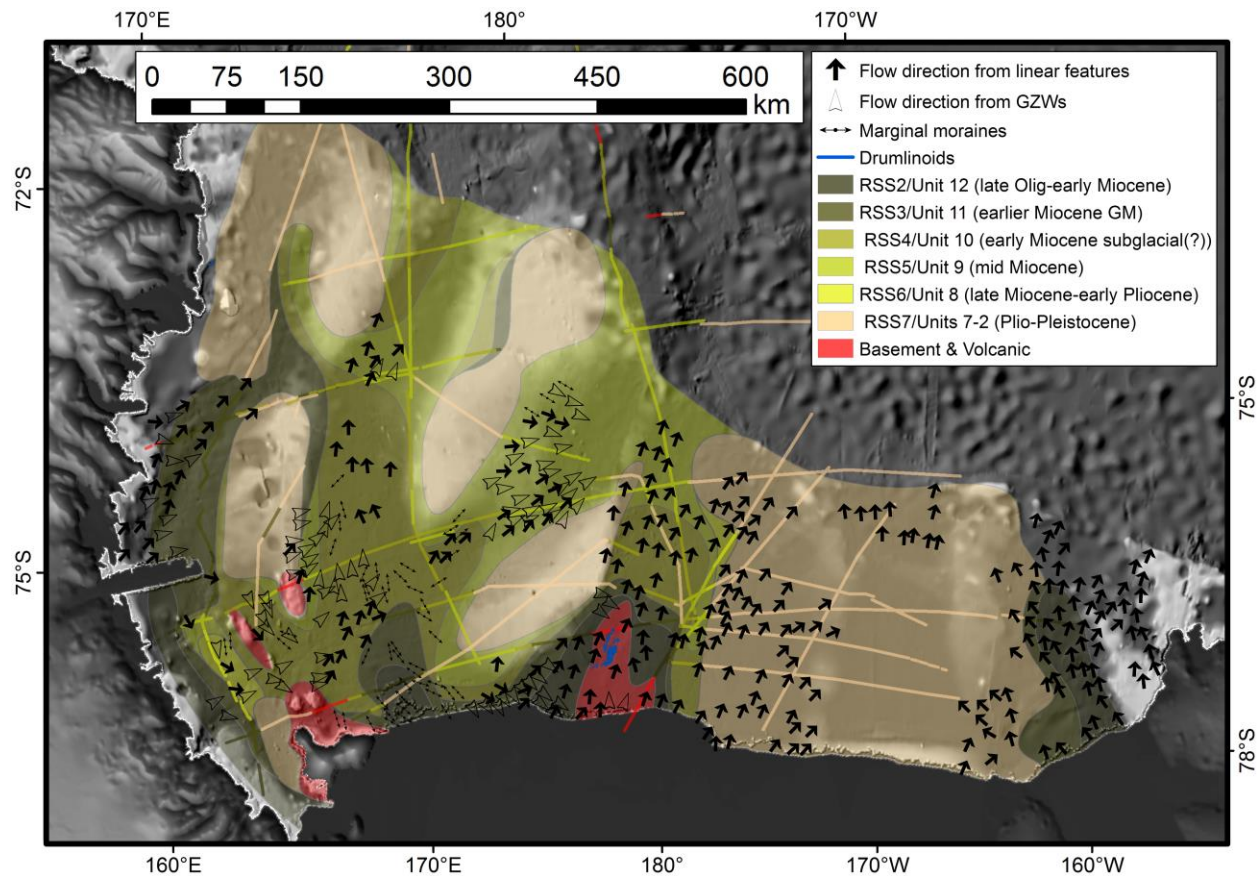 170°E 180° 170°W
0 75 150 300 450 600
km
Flow direction from linear features
Flow direction from GZWs
Marginal moraines
Drumlinoids
RSS2/Unit 12 (late Olig-early Miocene)
RSS3/Unit 11 (earlier Miocene GM)
RSS4/Unit 10 (early Miocene subglacial(?))
RSS5/Unit 9 (mid Miocene)
RSS6/Unit 8 (late Miocene-early Pliocene)
RSS7/Units 7-2 (Plio-Pleistocene)
Basement & Volcanic
72°S
75°S
75°S
78°S
160°E 170°E 180° 170°W 160°W